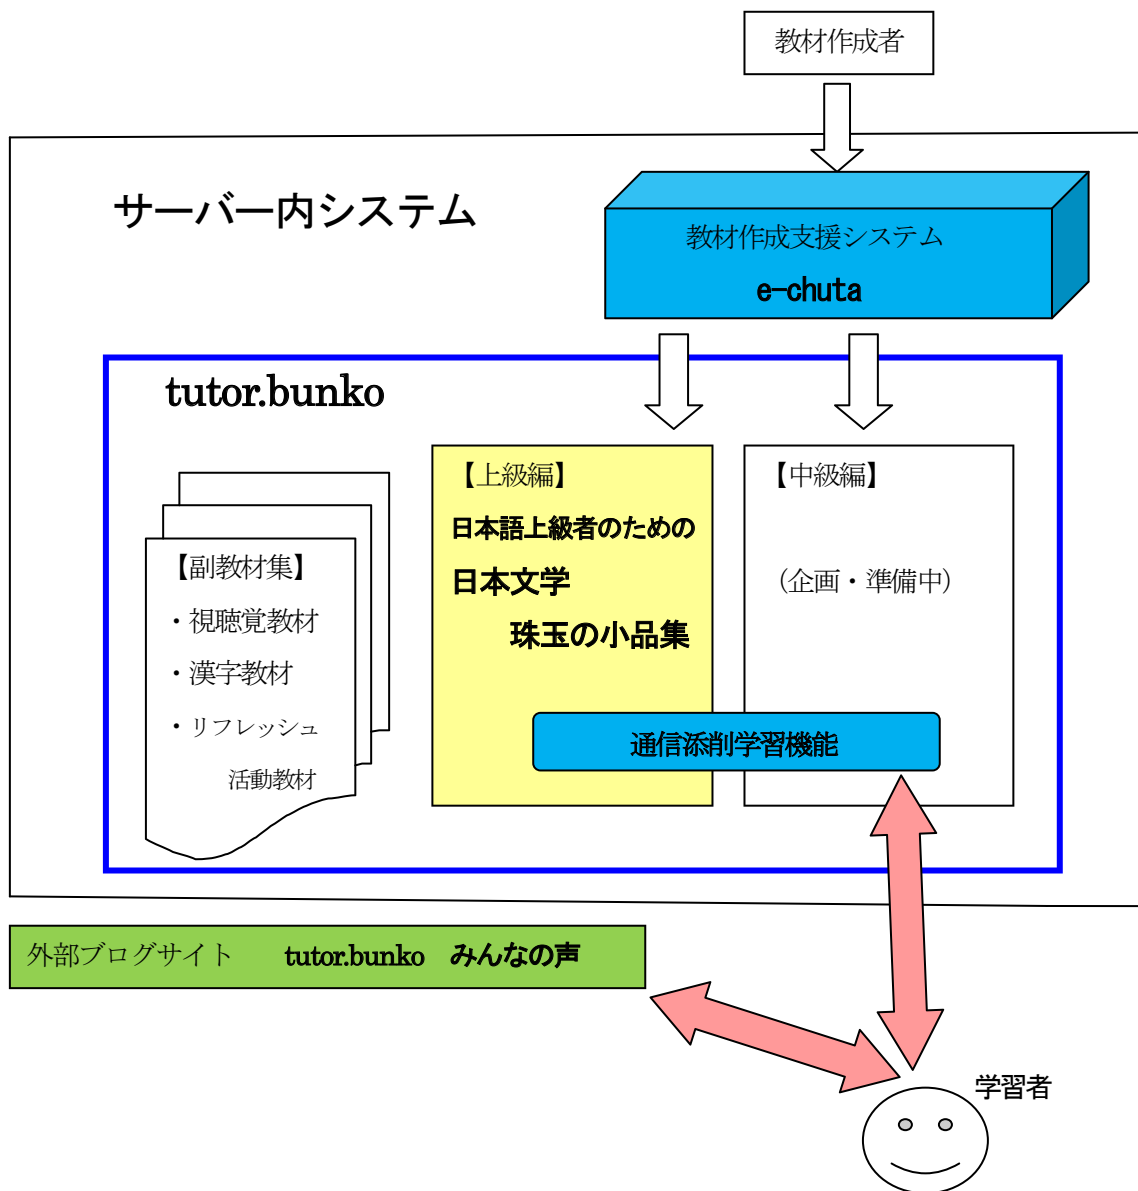 教材作成者
サーバー内システム
教材作成支援システム
e-chuta
tutor.bunko
【副教材集】
・視聴覚教材
・漢字教材
・リフレッシュ
活動教材
【上級編】
日本語上級者のための
日本文学
珠玉の小品集
【中級編】
（企画・準備中）
通信添削学習機能
外部ブログサイト　tutor.bunko　みんなの声
学習者